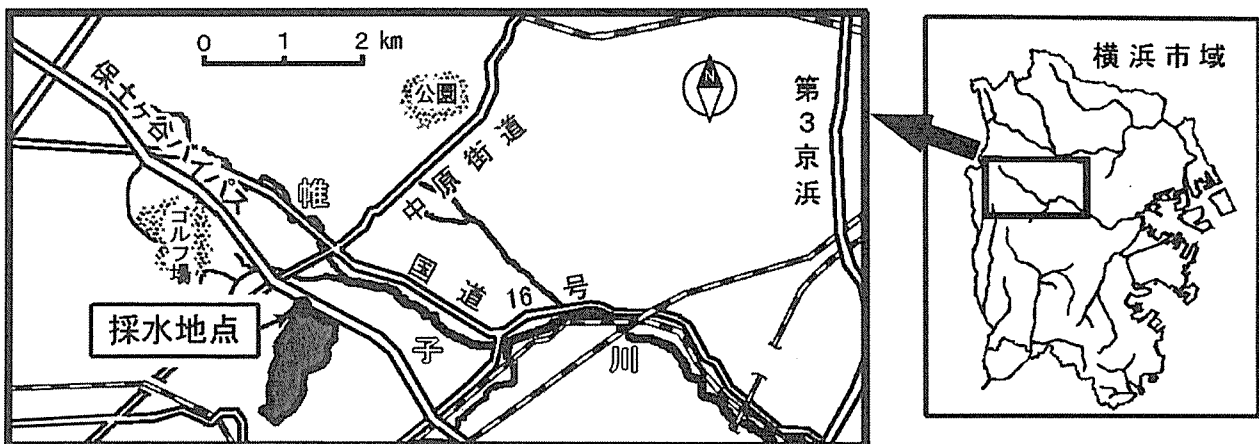 0 1 2 km
保土ヶ谷バイパス
公園
N
中原街道
第3京浜
帷子川
ゴルフ場
国道16号
採水地点
横浜市域